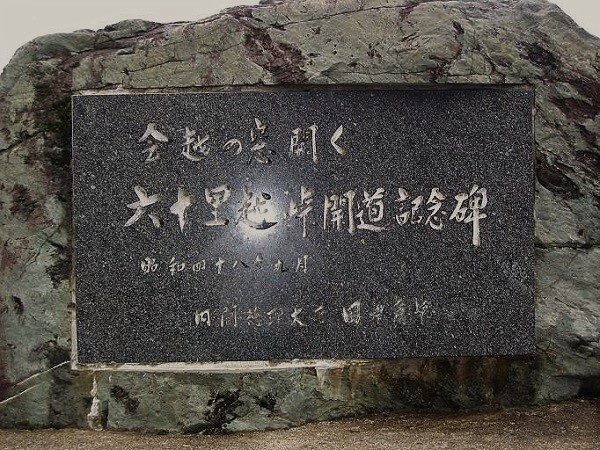 会越の窓開く
六十里越峠開道記念碑
昭和四十八年九月
内閣総理大臣 田中角栄